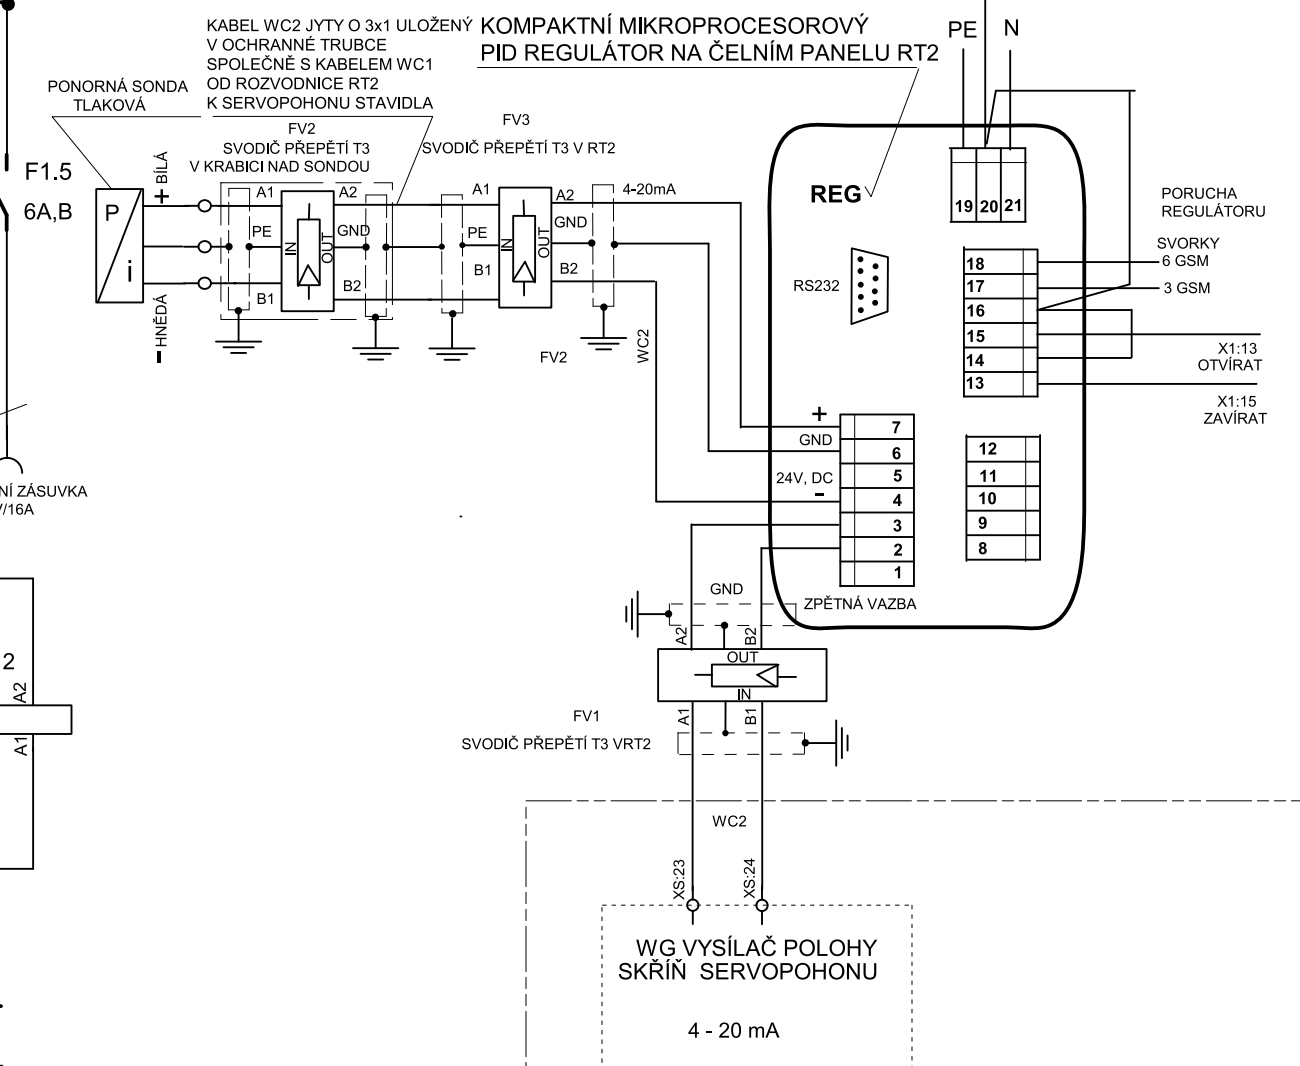 KABEL WC2 JYTY O 3x1 ULOŽENÝ
V OCHRANNÉ TRUBCE
SPOLEČNĚ S KABELEM WC1
OD ROZVODNICE RT2
K SERVOPOHONU STAVIDLA
KOMPAKTNÍ MIKROPROCESOROVÝ
PID REGULÁTOR NA ČELNÍM PANELU RT2
PE
N
PONORNÁ SONDA
TLAKOVÁ
FV2
SVODIČ PŘEPĚTÍ T3
V KRABICI NAD SONDOU
FV3
SVODIČ PŘEPĚTÍ T3 V RT2
F1.5
6A,B
P
i
+ BÍLÁ
- HNĚDÁ
A1
PE
B1
IN
OUT
A2
GND
B2
A1
PE
B1
IN
OUT
A2
GND
B2
4-20mA
FV2
WC2
REG
RS232
19 20 21
18
17
16
15
14
13
PORUCHA
REGULÁTORU
SVORKY
6 GSM
3 GSM
X1:13
OTVÍRAT
X1:15
ZAVÍRAT
+
GND
24V, DC
-
7
6
5
4
3
2
1
12
11
10
9
8
ZPĚTNÁ VAZBA
NÍ ZÁSUVKA
V/16A
GND
A2
B2
OUT
IN
A1
B1
FV1
SVODIČ PŘEPĚTÍ T3 VRT2
2
A2
A1
WC2
XS:23
XS:24
WG VYSÍLAČ POLOHY
SKŘÍŇ SERVOPOHONU
4 - 20 mA